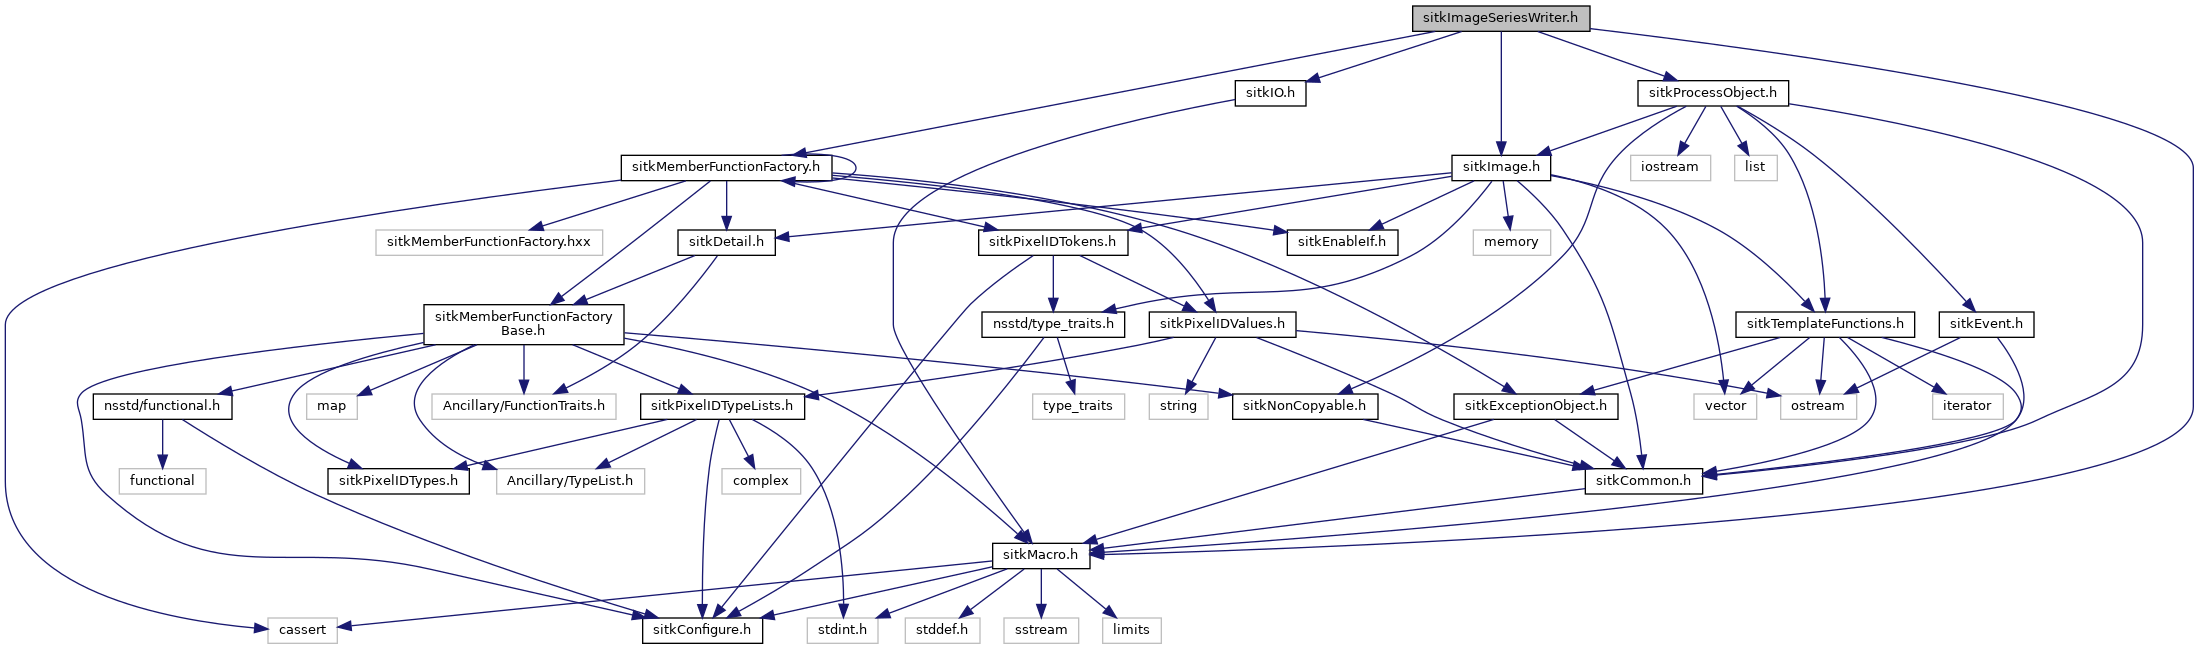 sitkImageSeriesWriter.h
sitkIO.h
sitkProcessObject.h
sitkMemberFunctionFactory.h
sitkImage.h
iostream
list
sitkMemberFunctionFactory.hxx
sitkDetail.h
sitkPixelIDTokens.h
sitkEnableIf.h
memory
sitkMemberFunctionFactory
Base.h
nsstd/type_traits.h
sitkPixelIDValues.h
sitkTemplateFunctions.h
sitkEvent.h
nsstd/functional.h
map
Ancillary/FunctionTraits.h
sitkPixelIDTypeLists.h
type_traits
string
sitkNonCopyable.h
sitkExceptionObject.h
vector
ostream
iterator
functional
sitkPixelIDTypes.h
Ancillary/TypeList.h
complex
sitkCommon.h
sitkMacro.h
cassert
sitkConfigure.h
stdint.h
stddef.h
sstream
limits